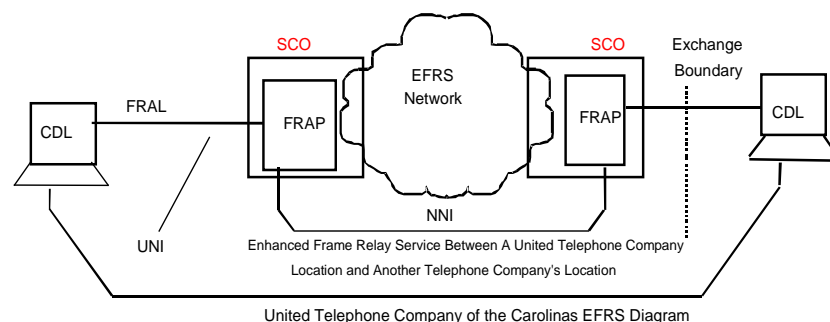 SCO
SCO
Exchange
Boundary
EFRS
Network
FRAL
CDL
FRAP
FRAP
CDL
NNI
UNI
Enhanced Frame Relay Service Between A United Telephone Company
Location and Another Telephone Company's Location
United Telephone Company of the Carolinas EFRS Diagram